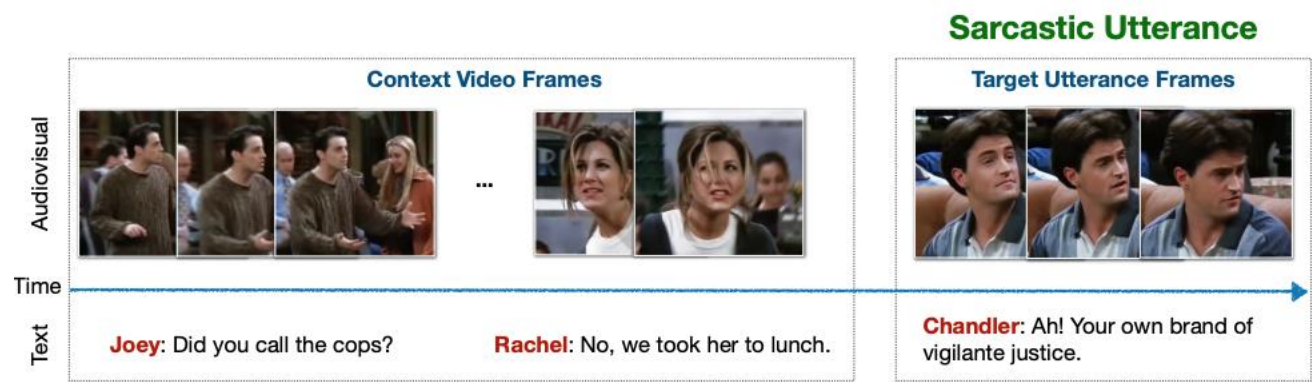 Sarcastic Utterance
Context Video Frames
Target Utterance Frames
Audiovisual
...
Time
Text
Joey: Did you call the cops?
Rachel: No, we took her to lunch.
Chandler: Ah! Your own brand of
vigilante justice.